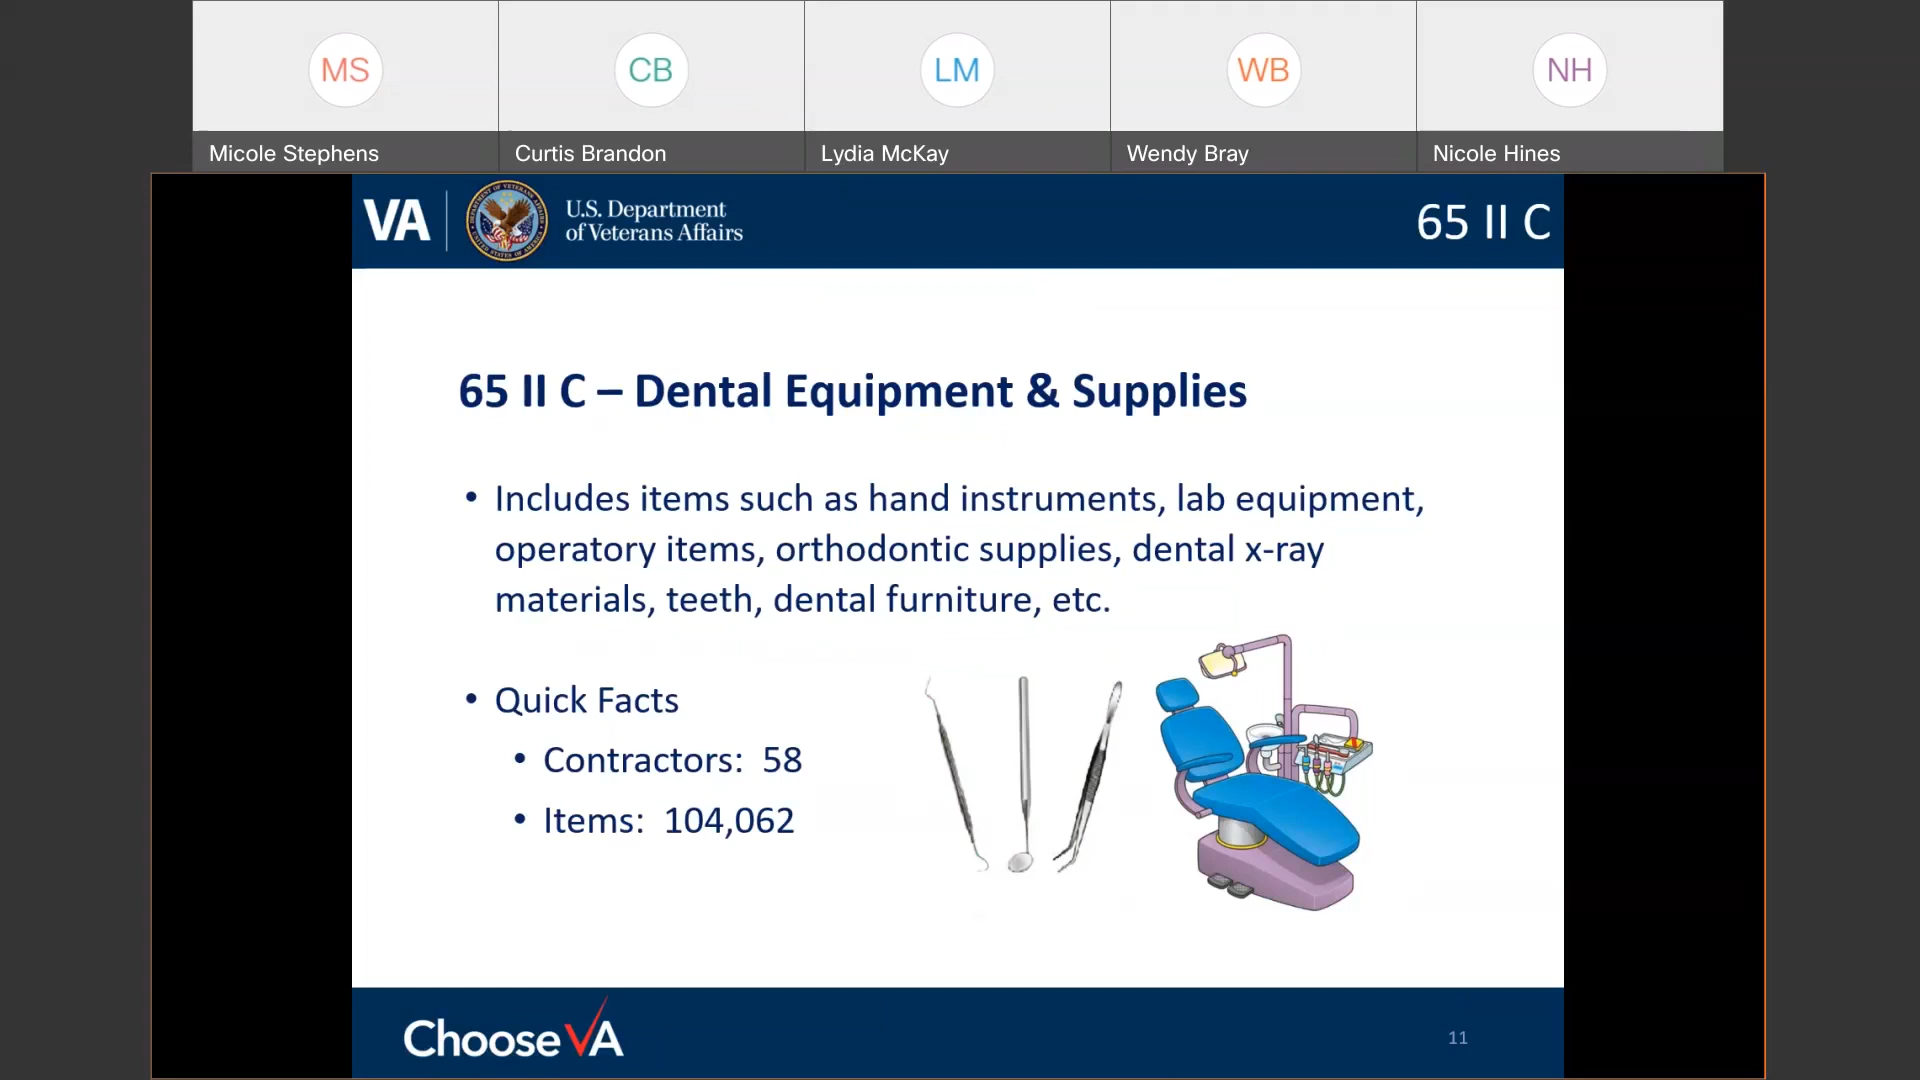 MS
CB
LM
WB
NH
Micole Stephens
Curtis Brandon
Lydia McKay
Wendy Bray
Nicole Hines
VA
U.S. Department
of Veterans Affairs
65 II C
65 II C – Dental Equipment & Supplies
• Includes items such as hand instruments, lab equipment,
operatory items, orthodontic supplies, dental x-ray
materials, teeth, dental furniture, etc.
• Quick Facts
• Contractors: 58
• Items: 104,062
Choose VA
11